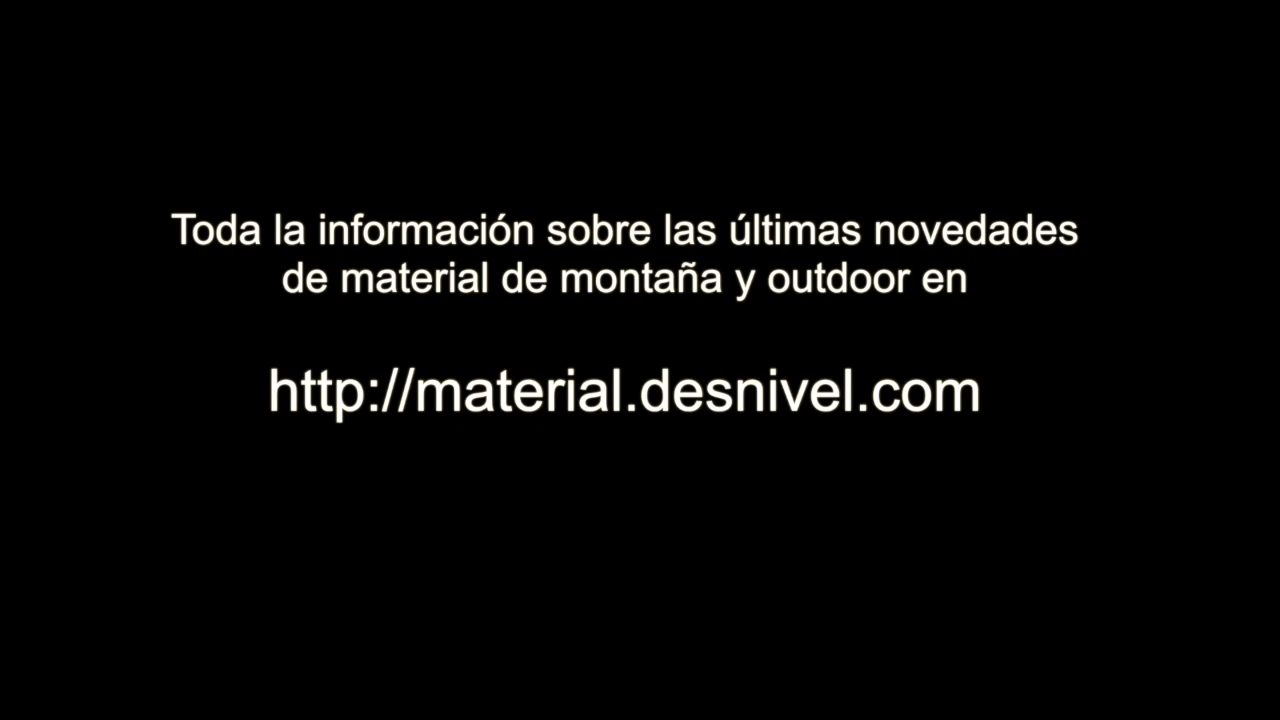 Toda la información sobre las últimas novedades
de material de montaña y outdoor en
http://material.desnivel.com